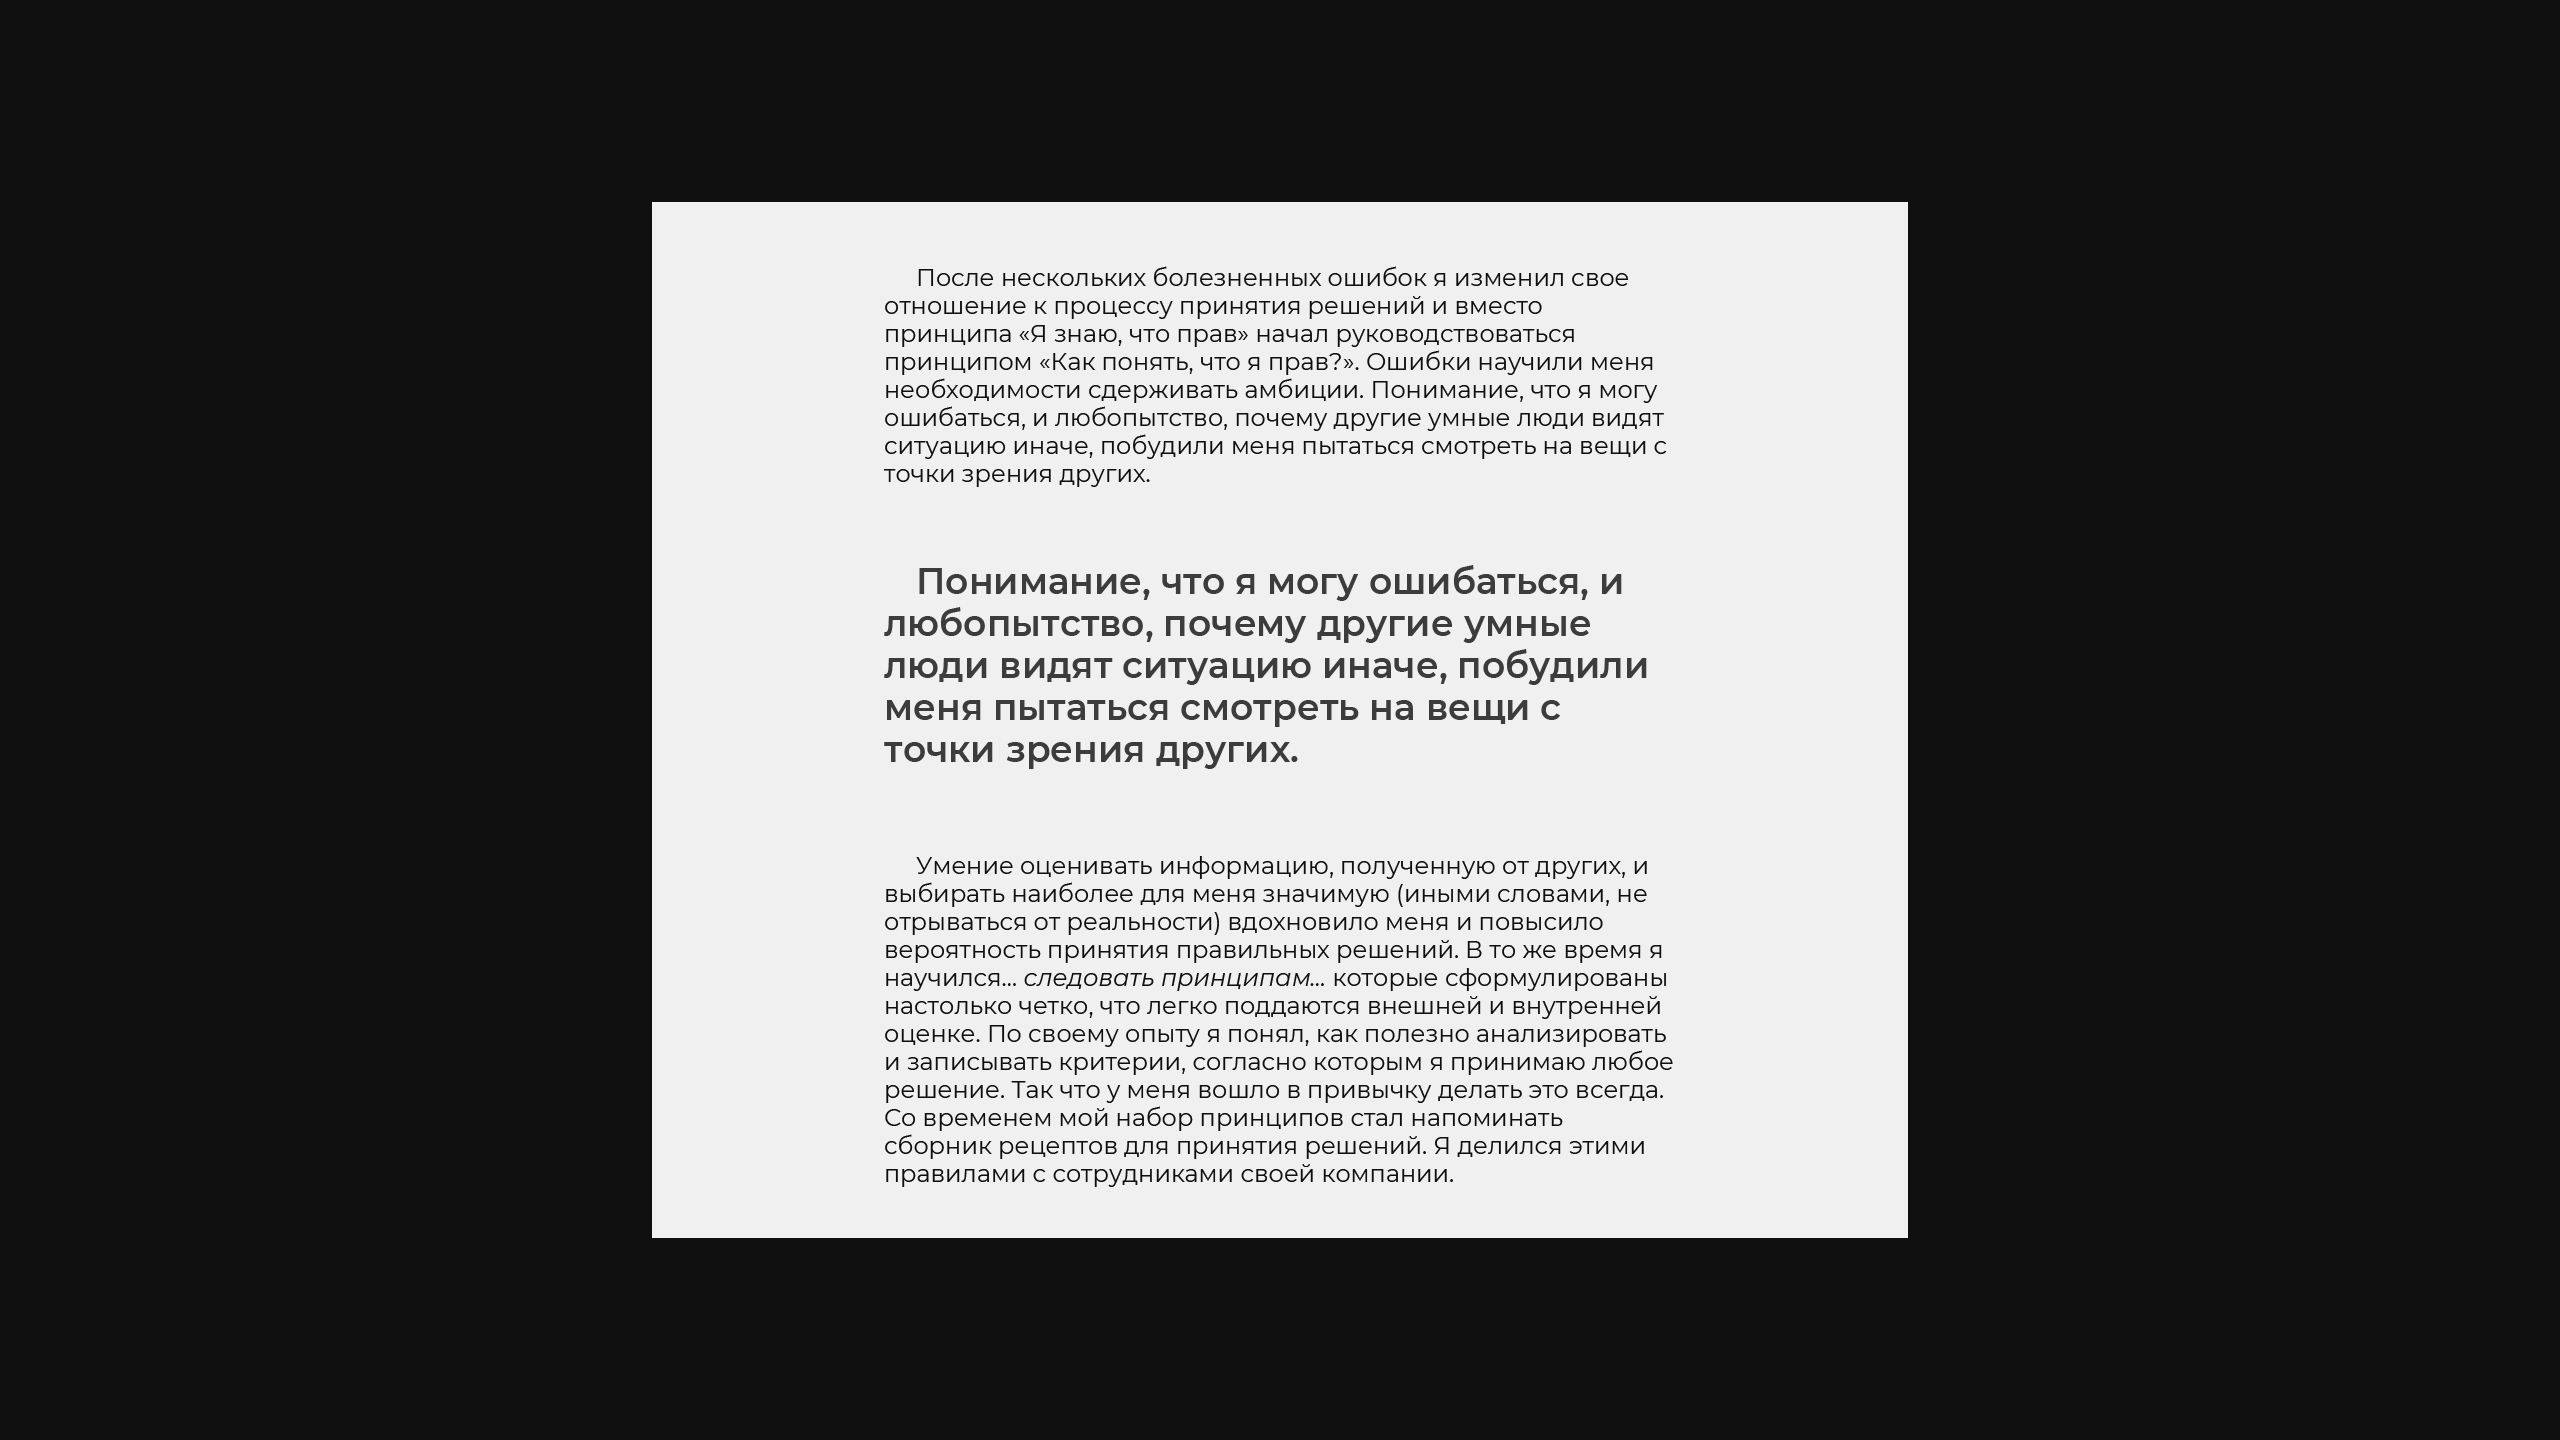 После нескольких болезненных ошибок я изменил свое
отношение к процессу принятия решений и вместо
принципа «Я знаю, что прав» начал руководствоваться
принципом «Как понять, что я прав?». Ошибки научили меня
необходимости сдерживать амбиции. Понимание, что я могу
ошибаться, и любопытство, почему другие умные люди видят
ситуацию иначе, побудили меня пытаться смотреть на вещи с
точки зрения других.
Понимание, что я могу ошибаться, и
любопытство, почему другие умные
люди видят ситуацию иначе, побудили
меня пытаться смотреть на вещи с
точки зрения других.
Умение оценивать информацию, полученную от других, и
выбирать наиболее для меня значимую (иными словами, не
отрываться от реальности) вдохновило меня и повысило
вероятность принятия правильных решений. В то же время я
научился... следовать принципам... которые сформулированы
настолько четко, что легко поддаются внешней и внутренней
оценке. По своему опыту я понял, как полезно анализировать
и записывать критерии, согласно которым я принимаю любое
решение. Так что у меня вошло в привычку делать это всегда.
Со временем мой набор принципов стал напоминать
сборник рецептов для принятия решений. Я делился этими
правилами с сотрудниками своей компании.